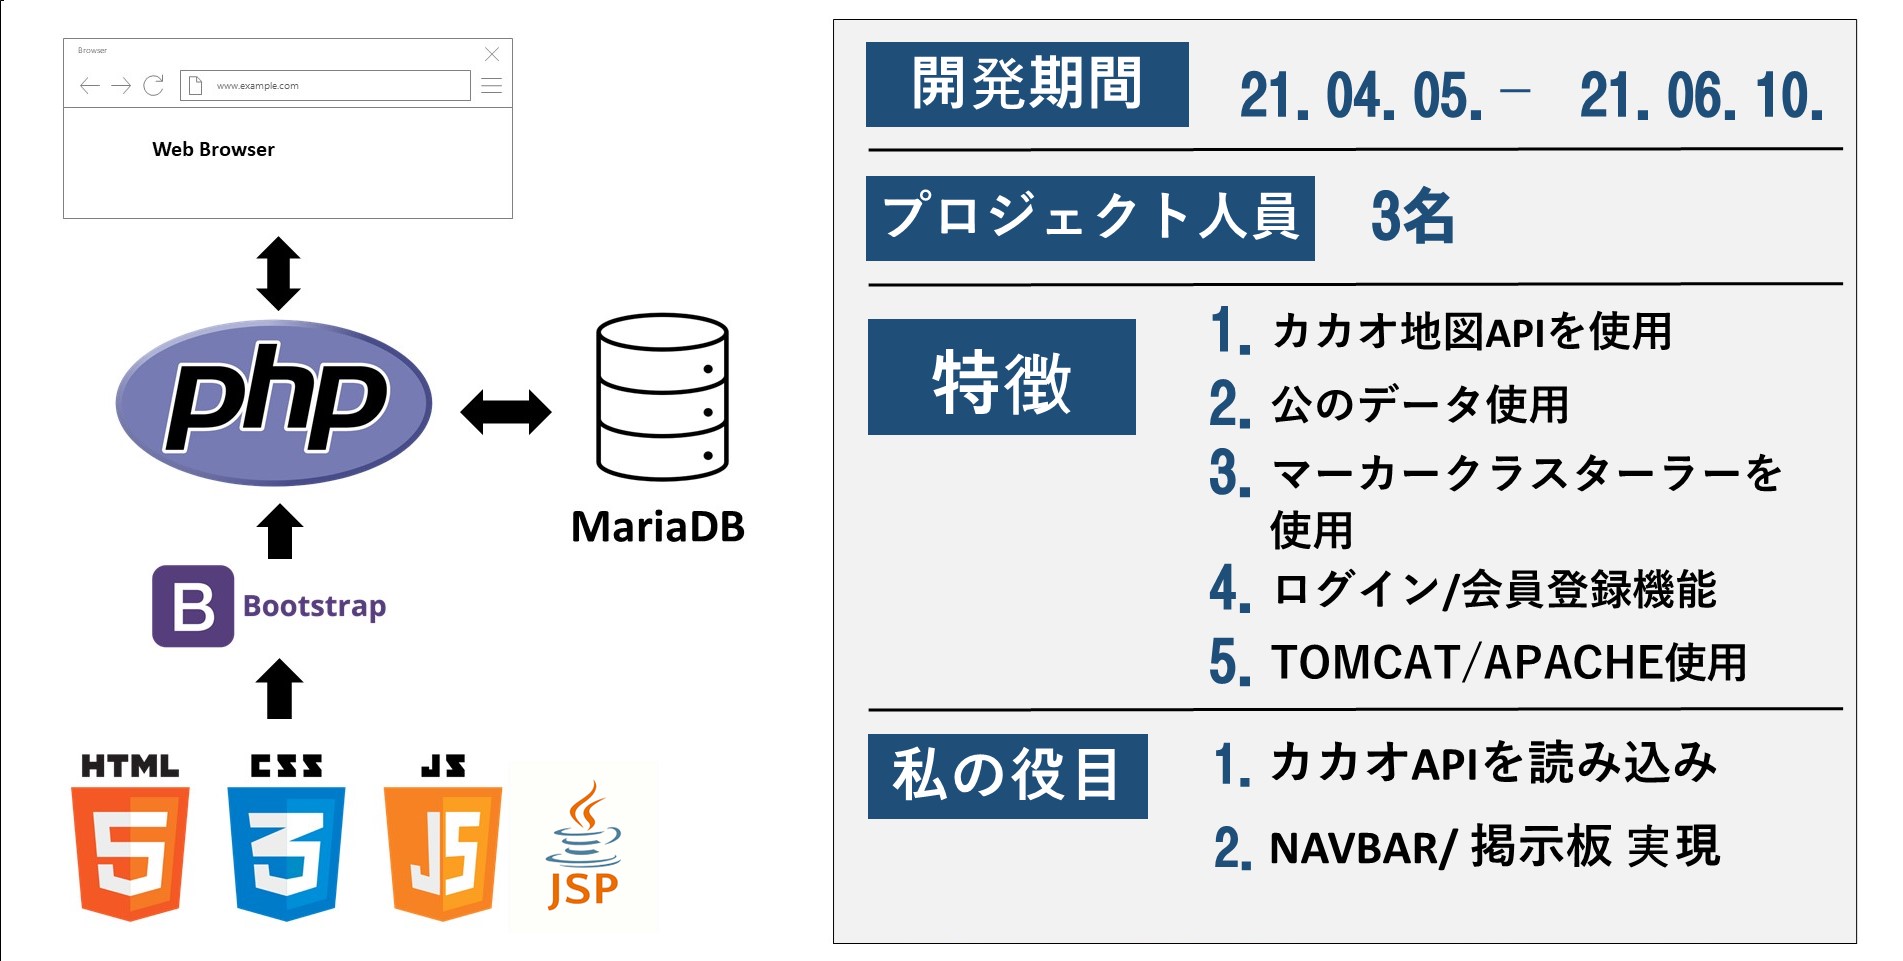 Browser
www.example.com
Web Browser
php
MariaDB
B Bootstrap
HTML CSS JS
5 3 JS
JSP
開発期間 21. 04. 05. － 21. 06. 10.
プロジェクト人員 3名
特徴
1. カカオ地図APIを使用
2. 公のデータ使用
3. マーカークラスターラーを
使用
4. ログイン/会員登録機能
5. TOMCAT/APACHE使用
私の役目
1. カカオAPIを読み込み
2. NAVBAR/ 掲示板 実現